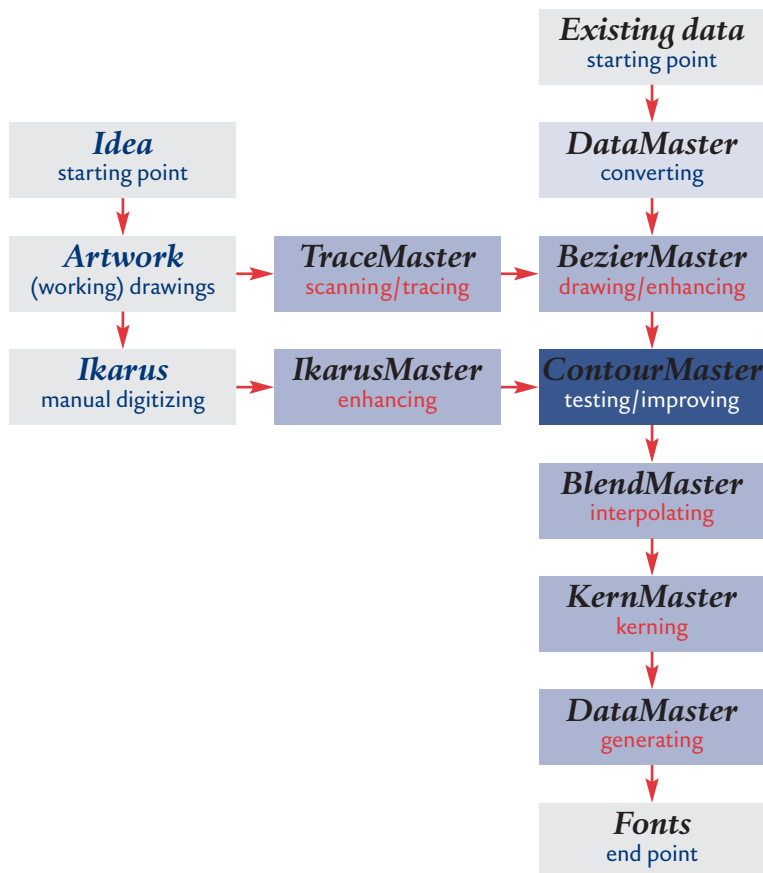 Existing data
starting point
Idea
starting point
DataMaster
converting
Artwork
(working) drawings
TraceMaster
scanning/tracing
BezierMaster
drawing/enhancing
Ikarus
manual digitizing
IkarusMaster
enhancing
ContourMaster
testing/improving
BlendMaster
interpolating
KernMaster
kerning
DataMaster
generating
Fonts
end point